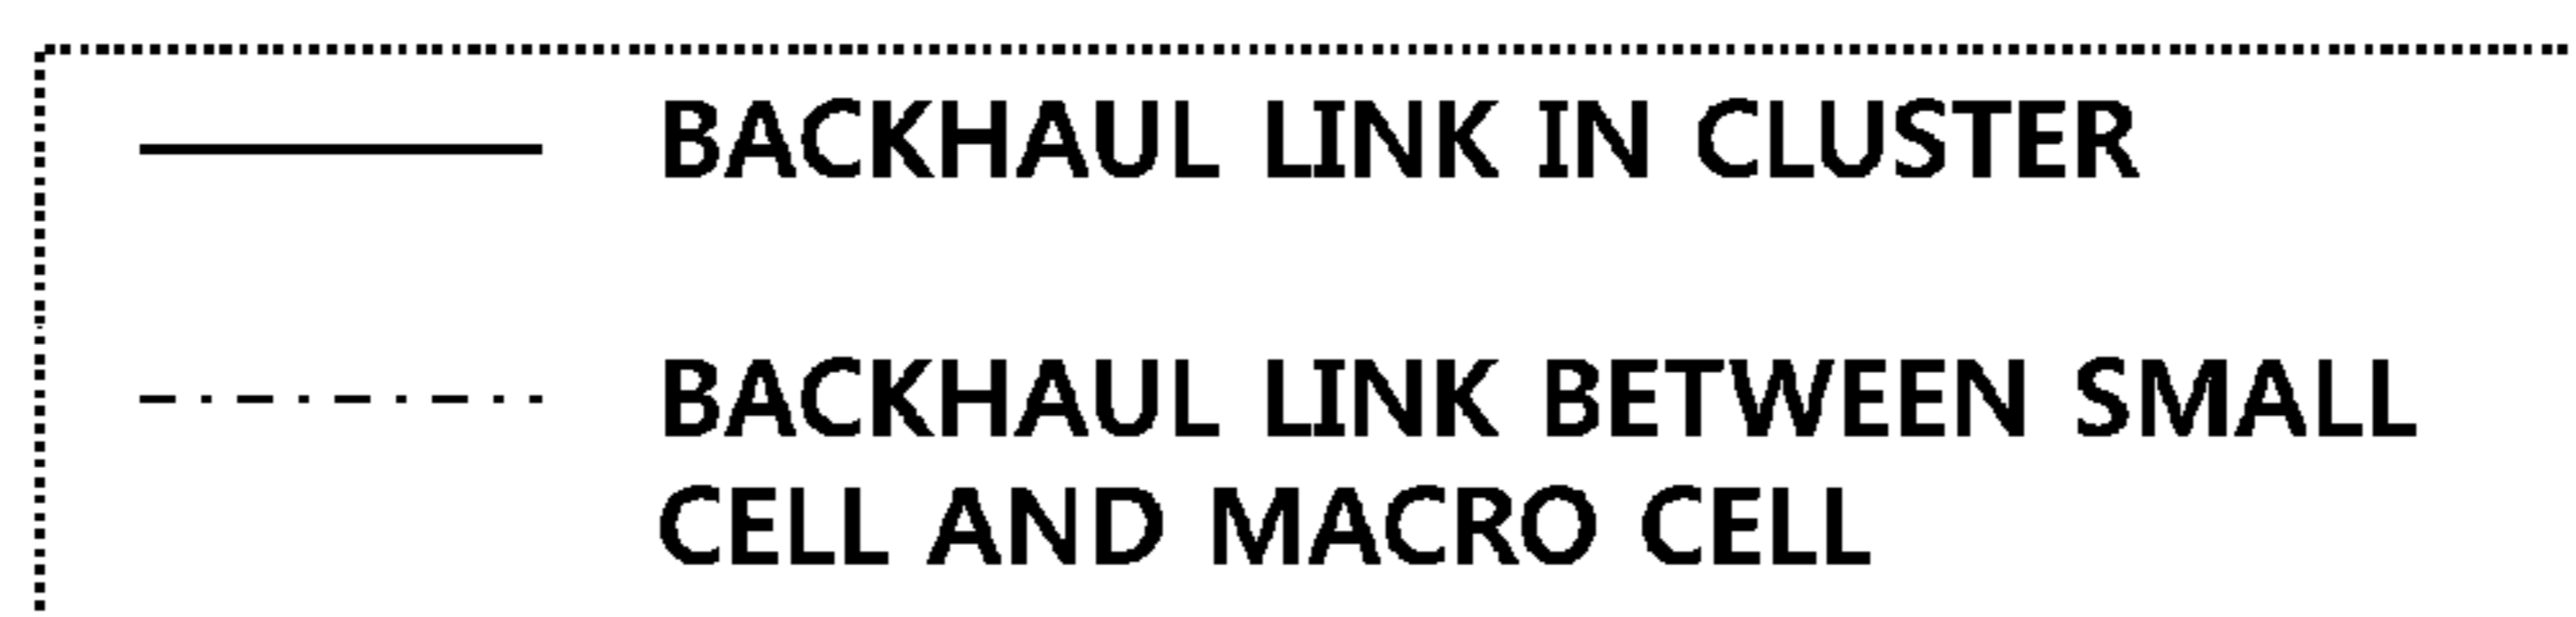 BACKHAUL LINK IN CLUSTER
BACKHAUL LINK BETWEEN SMALL
CELL AND MACRO CELL